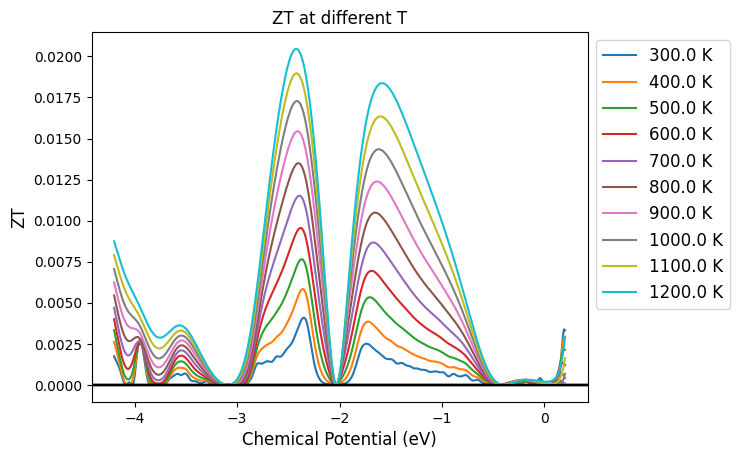 ZT at different T
ZT
0.0200
0.0175
0.0150
0.0125
0.0100
0.0075
0.0050
0.0025
0.0000
−4
−3
−2
−1
0
Chemical Potential (eV)
300.0 K
400.0 K
500.0 K
600.0 K
700.0 K
800.0 K
900.0 K
1000.0 K
1100.0 K
1200.0 K